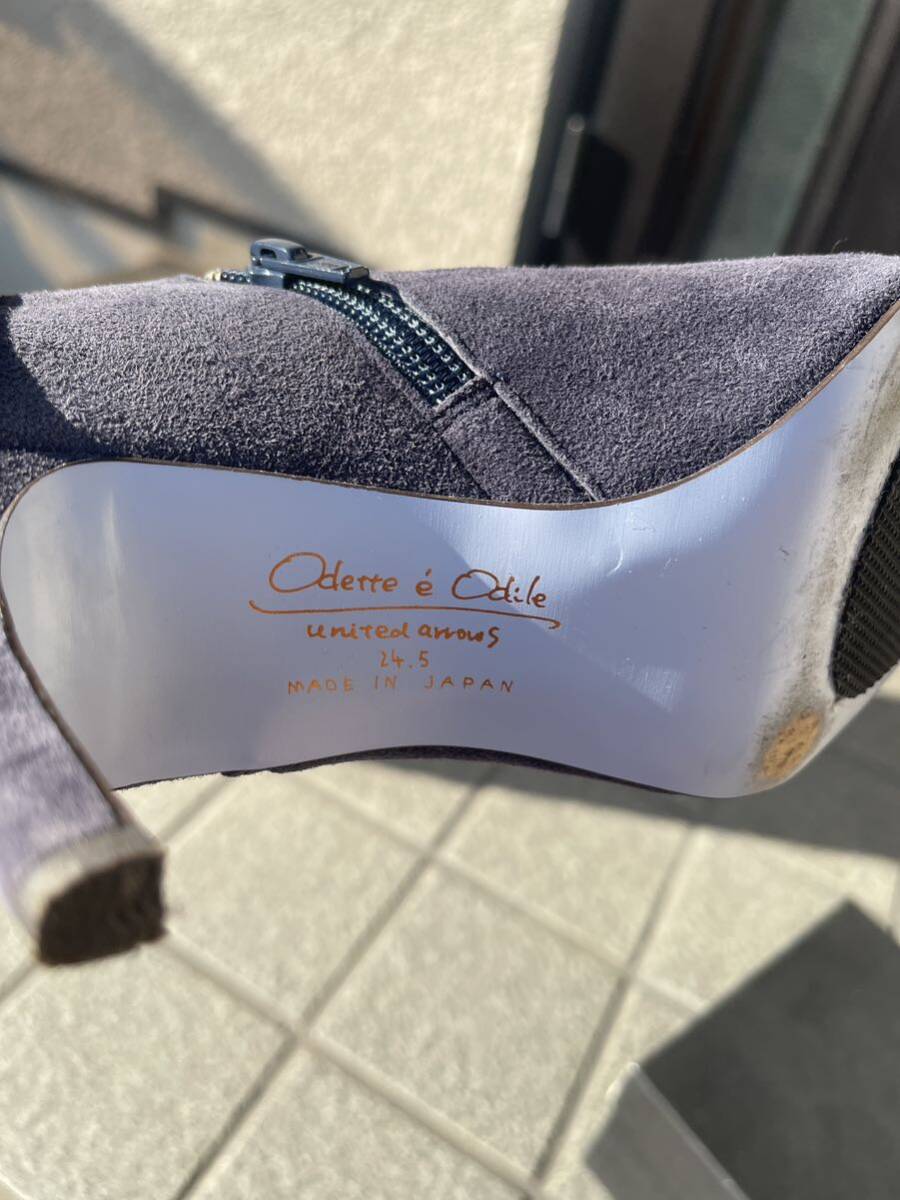 Odette é Odile
united arrows
24.5
MADE IN JAPAN